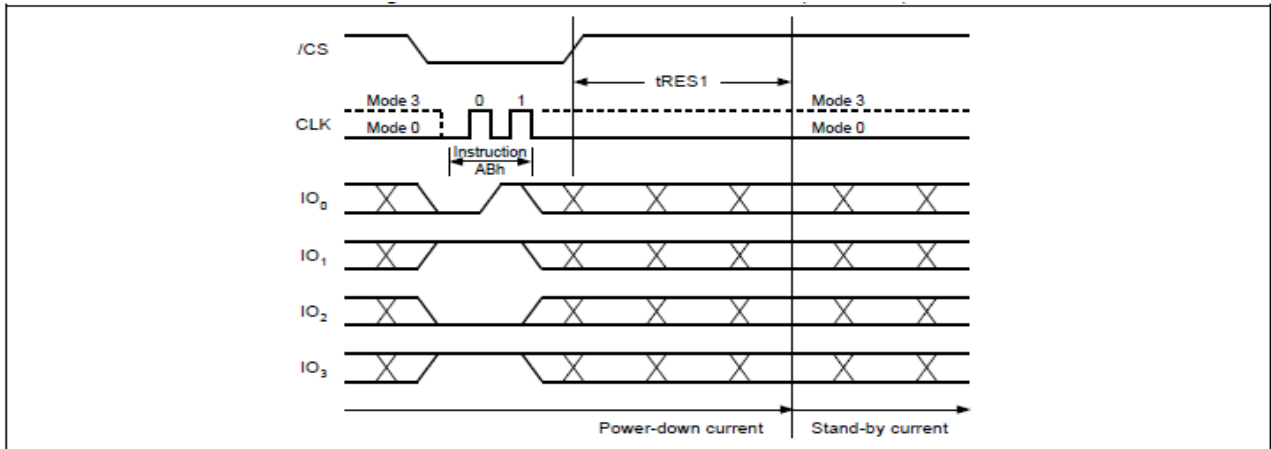 /CS
tRES1
Mode 3 0 1 Mode 3
CLK Mode 0 Mode 0
Instruction
ABh
IO0
IO1
IO2
IO3
Power-down current Stand-by current